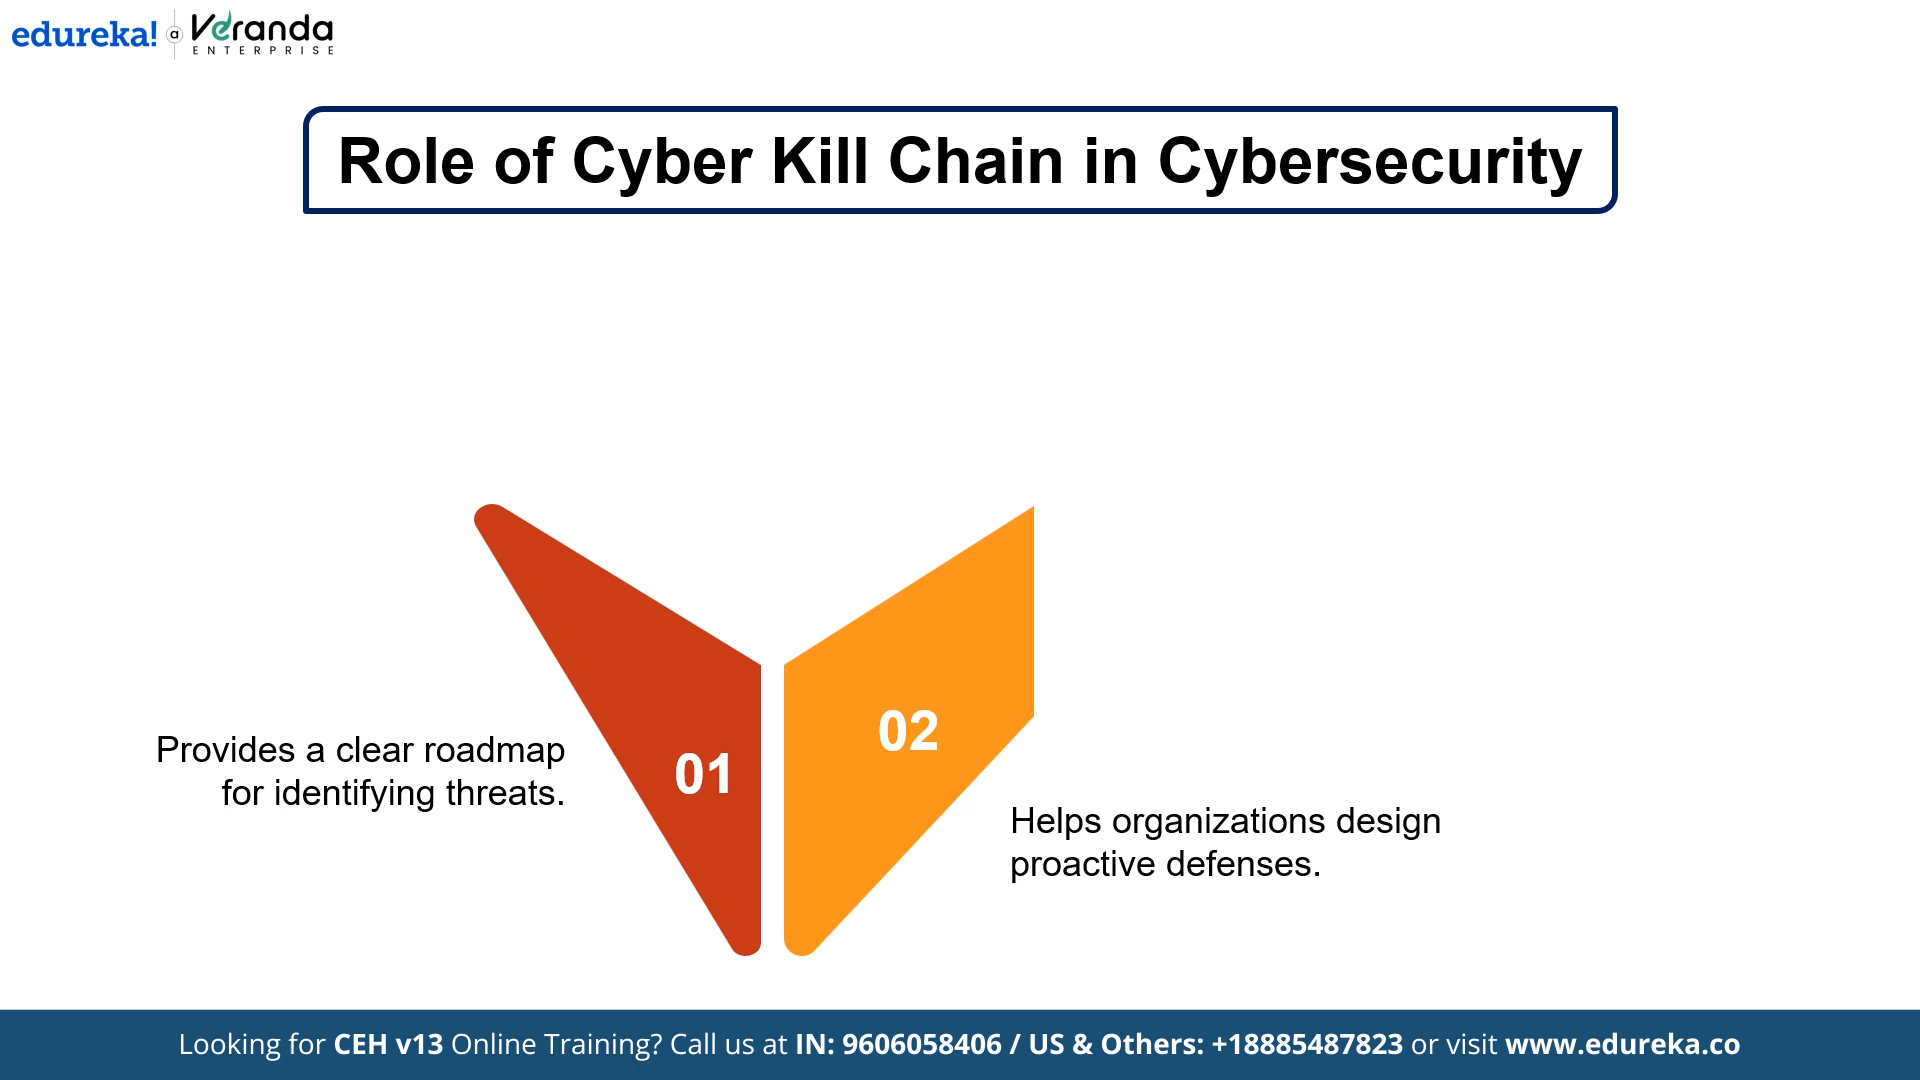 edureka! a Veranda
ENTERPRISE
Role of Cyber Kill Chain in Cybersecurity
01
Provides a clear roadmap
for identifying threats.
02
Helps organizations design
proactive defenses.
Looking for CEH v13 Online Training? Call us at IN: 9606058406 / US & Others: +18885487823 or visit www.edureka.co